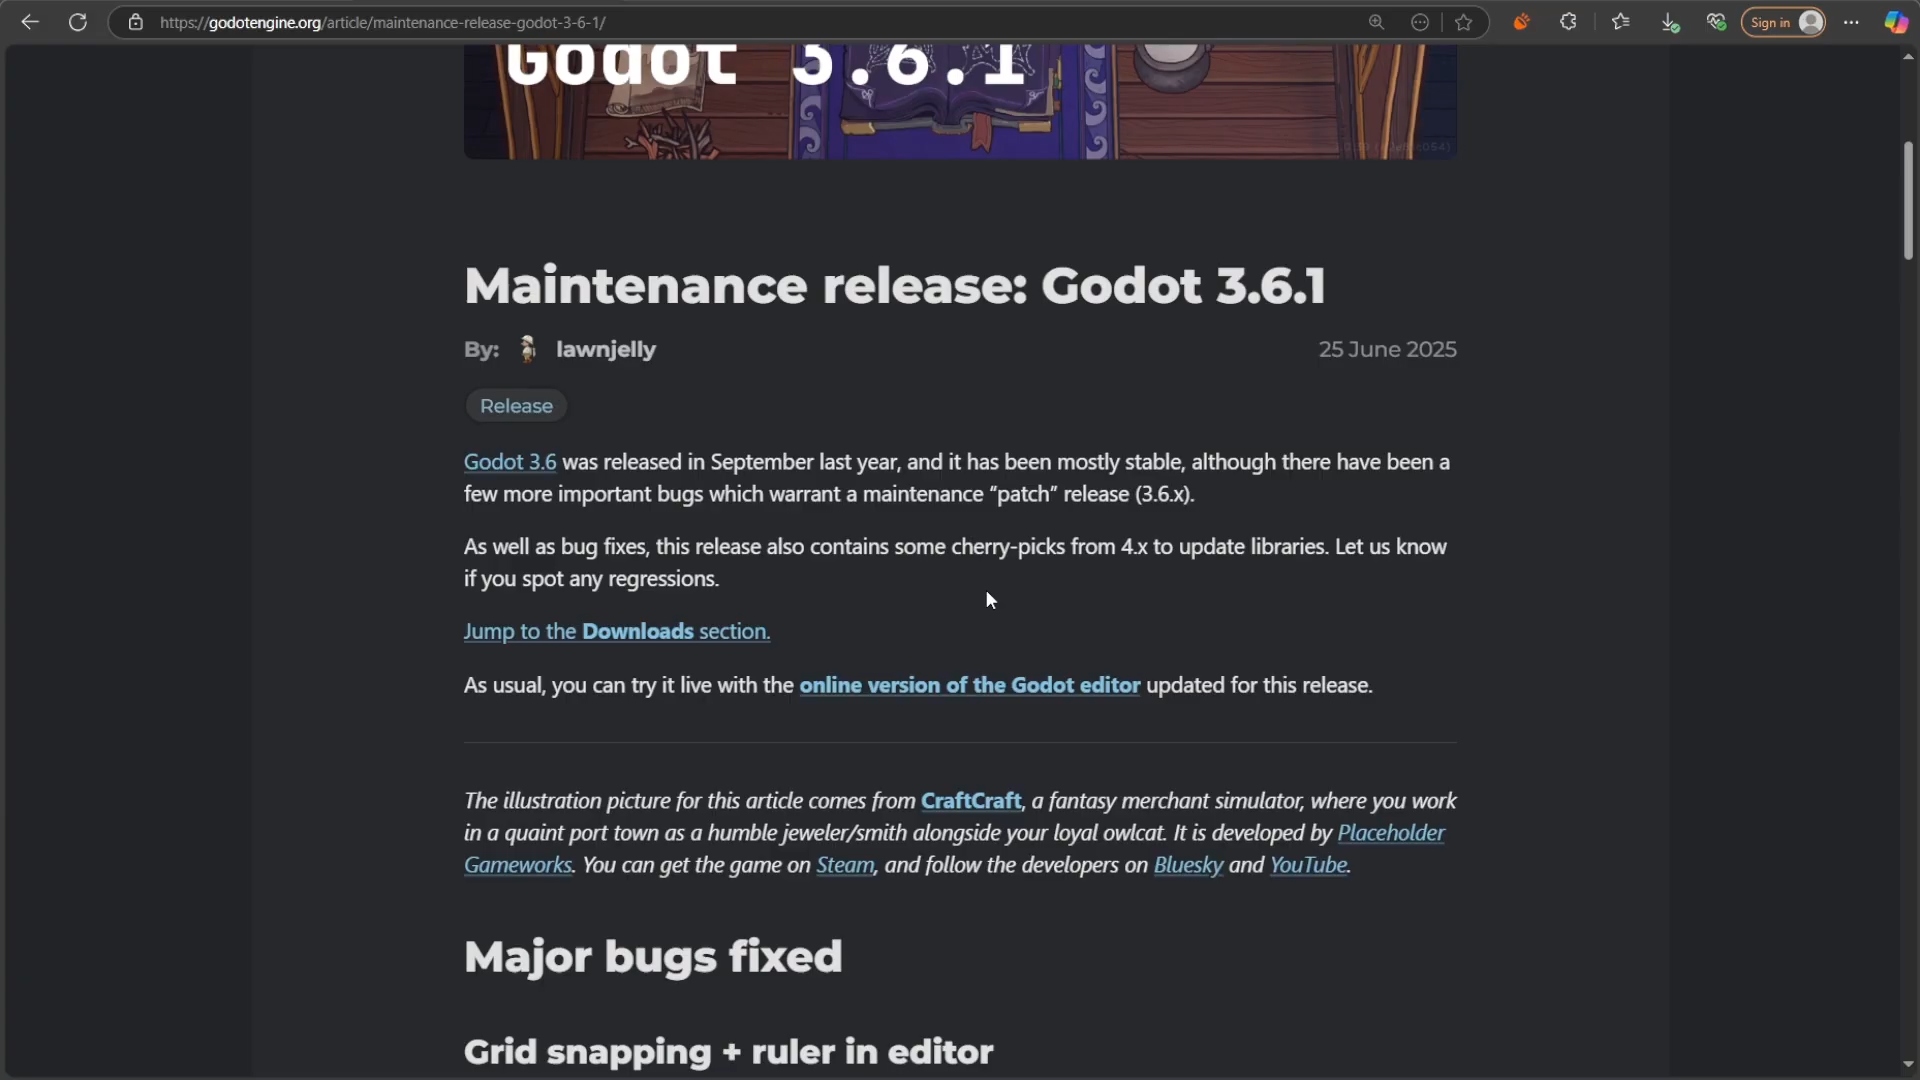 https://godotengine.org/article/maintenance-release-godot-3-6-1/
Sign in
Godot 3.6.1
Maintenance release: Godot 3.6.1
By: lawnjelly
25 June 2025
Release
Godot 3.6 was released in September last year, and it has been mostly stable, although there have been a
few more important bugs which warrant a maintenance “patch” release (3.6.x).
As well as bug fixes, this release also contains some cherry-picks from 4.x to update libraries. Let us know
if you spot any regressions.
Jump to the Downloads section.
As usual, you can try it live with the online version of the Godot editor updated for this release.
The illustration picture for this article comes from CraftCraft, a fantasy merchant simulator, where you work
in a quaint port town as a humble jeweler/smith alongside your loyal owlcat. It is developed by Placeholder
Gameworks. You can get the game on Steam, and follow the developers on Bluesky and YouTube.
Major bugs fixed
Grid snapping + ruler in editor